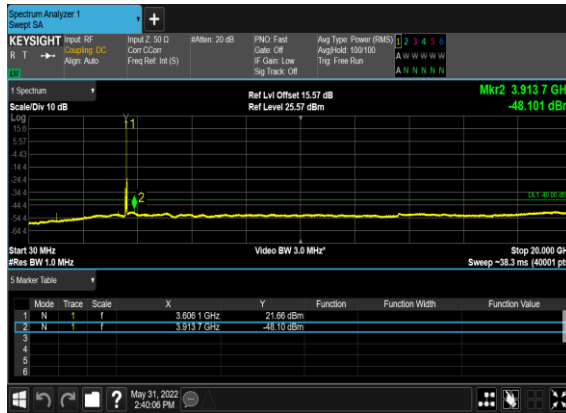 Spectrum Analyzer 1
Swept SA
+
KEYSIGHT Input: RF Input Z: 50 Ω #Atten: 20 dB PNO: Fast Avg Type: Power (RMS) 1 2 3 4 5 6
R T Coupling: DC Corr CCorr Gate: Off Avg|Hold: 100/100 A W W W W W
Align: Auto Freq Ref: Int (S) IF Gain: Low Trig: Free Run
Sig Track: Off A N N N N N
1 Spectrum Ref Lvl Offset 15.57 dB Mkr2 3.913 7 GH
Scale/Div 10 dB Ref Level 25.57 dBm -48.101 dBr
Log
15.6
5.57
-4.43
-14.4
-24.4
-34.4
-44.4
-54.4
-64.4
1
2
DL1 -40.00 dB
Start 30 MHz Video BW 3.0 MHz* Stop 20.000 GH
#Res BW 1.0 MHz Sweep ~38.3 ms (40001 pts
5 Marker Table
Mode Trace Scale X Y Function Function Width Function Value
1 N 1 f 3.606 1 GHz 21.66 dBm
2 N 1 f 3.913 7 GHz -48.10 dBm
3
4
5
6
? May 31, 2022
2:40:06 PM